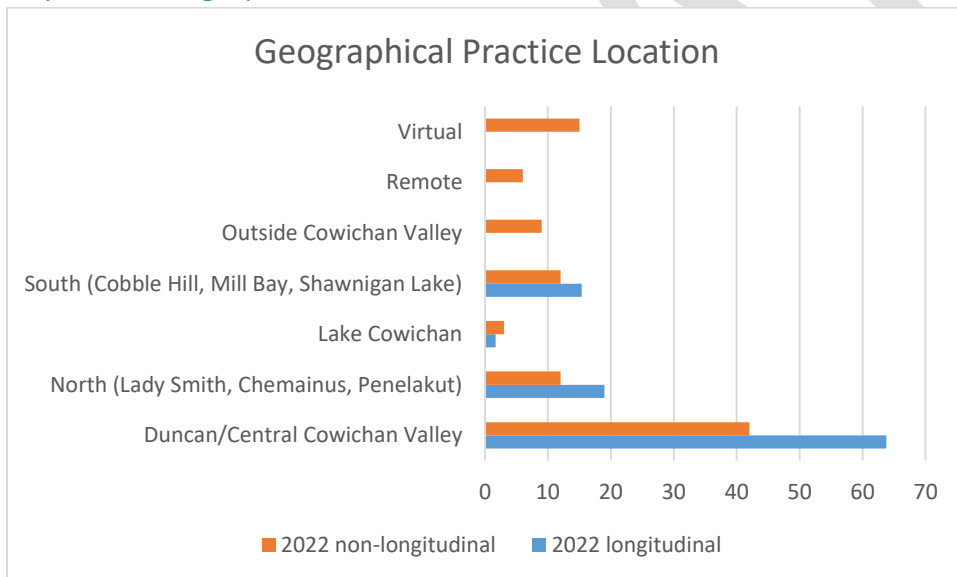 Geographical Practice Location
Virtual
Remote
Outside Cowichan Valley
South (Cobble Hill, Mill Bay, Shawnigan Lake)
Lake Cowichan
North (Lady Smith, Chemainus, Penelakut)
Duncan/Central Cowichan Valley
0 10 20 30 40 50 60 70
2022 non-longitudinal 2022 longitudinal